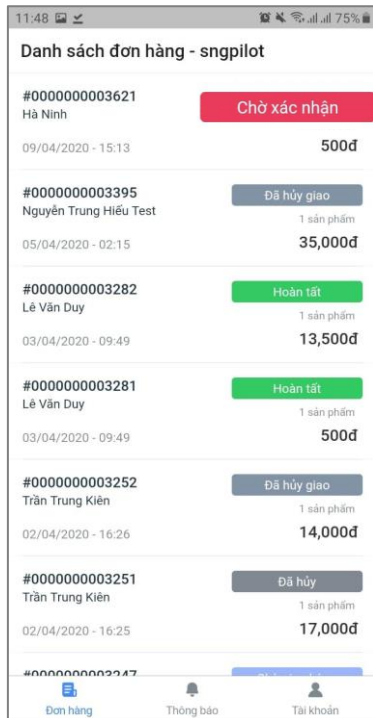 11:48 75%
Danh sách đơn hàng - sngpilot
#0000000003621
Hà Ninh
Chờ xác nhận
09/04/2020 - 15:13
500đ
#0000000003395
Nguyễn Trung Hiếu Test
Đã hủy giao
1 sản phẩm
05/04/2020 - 02:15
35,000đ
#0000000003282
Lê Văn Duy
Hoàn tất
1 sản phẩm
03/04/2020 - 09:49
13,500đ
#0000000003281
Lê Văn Duy
Hoàn tất
1 sản phẩm
03/04/2020 - 09:49
500đ
#0000000003252
Trần Trung Kiên
Đã hủy giao
1 sản phẩm
02/04/2020 - 16:26
14,000đ
#0000000003251
Trần Trung Kiên
Đã hủy
1 sản phẩm
02/04/2020 - 16:25
17,000đ
#0000000003247
Đơn hàng
Thông báo
Tài khoản